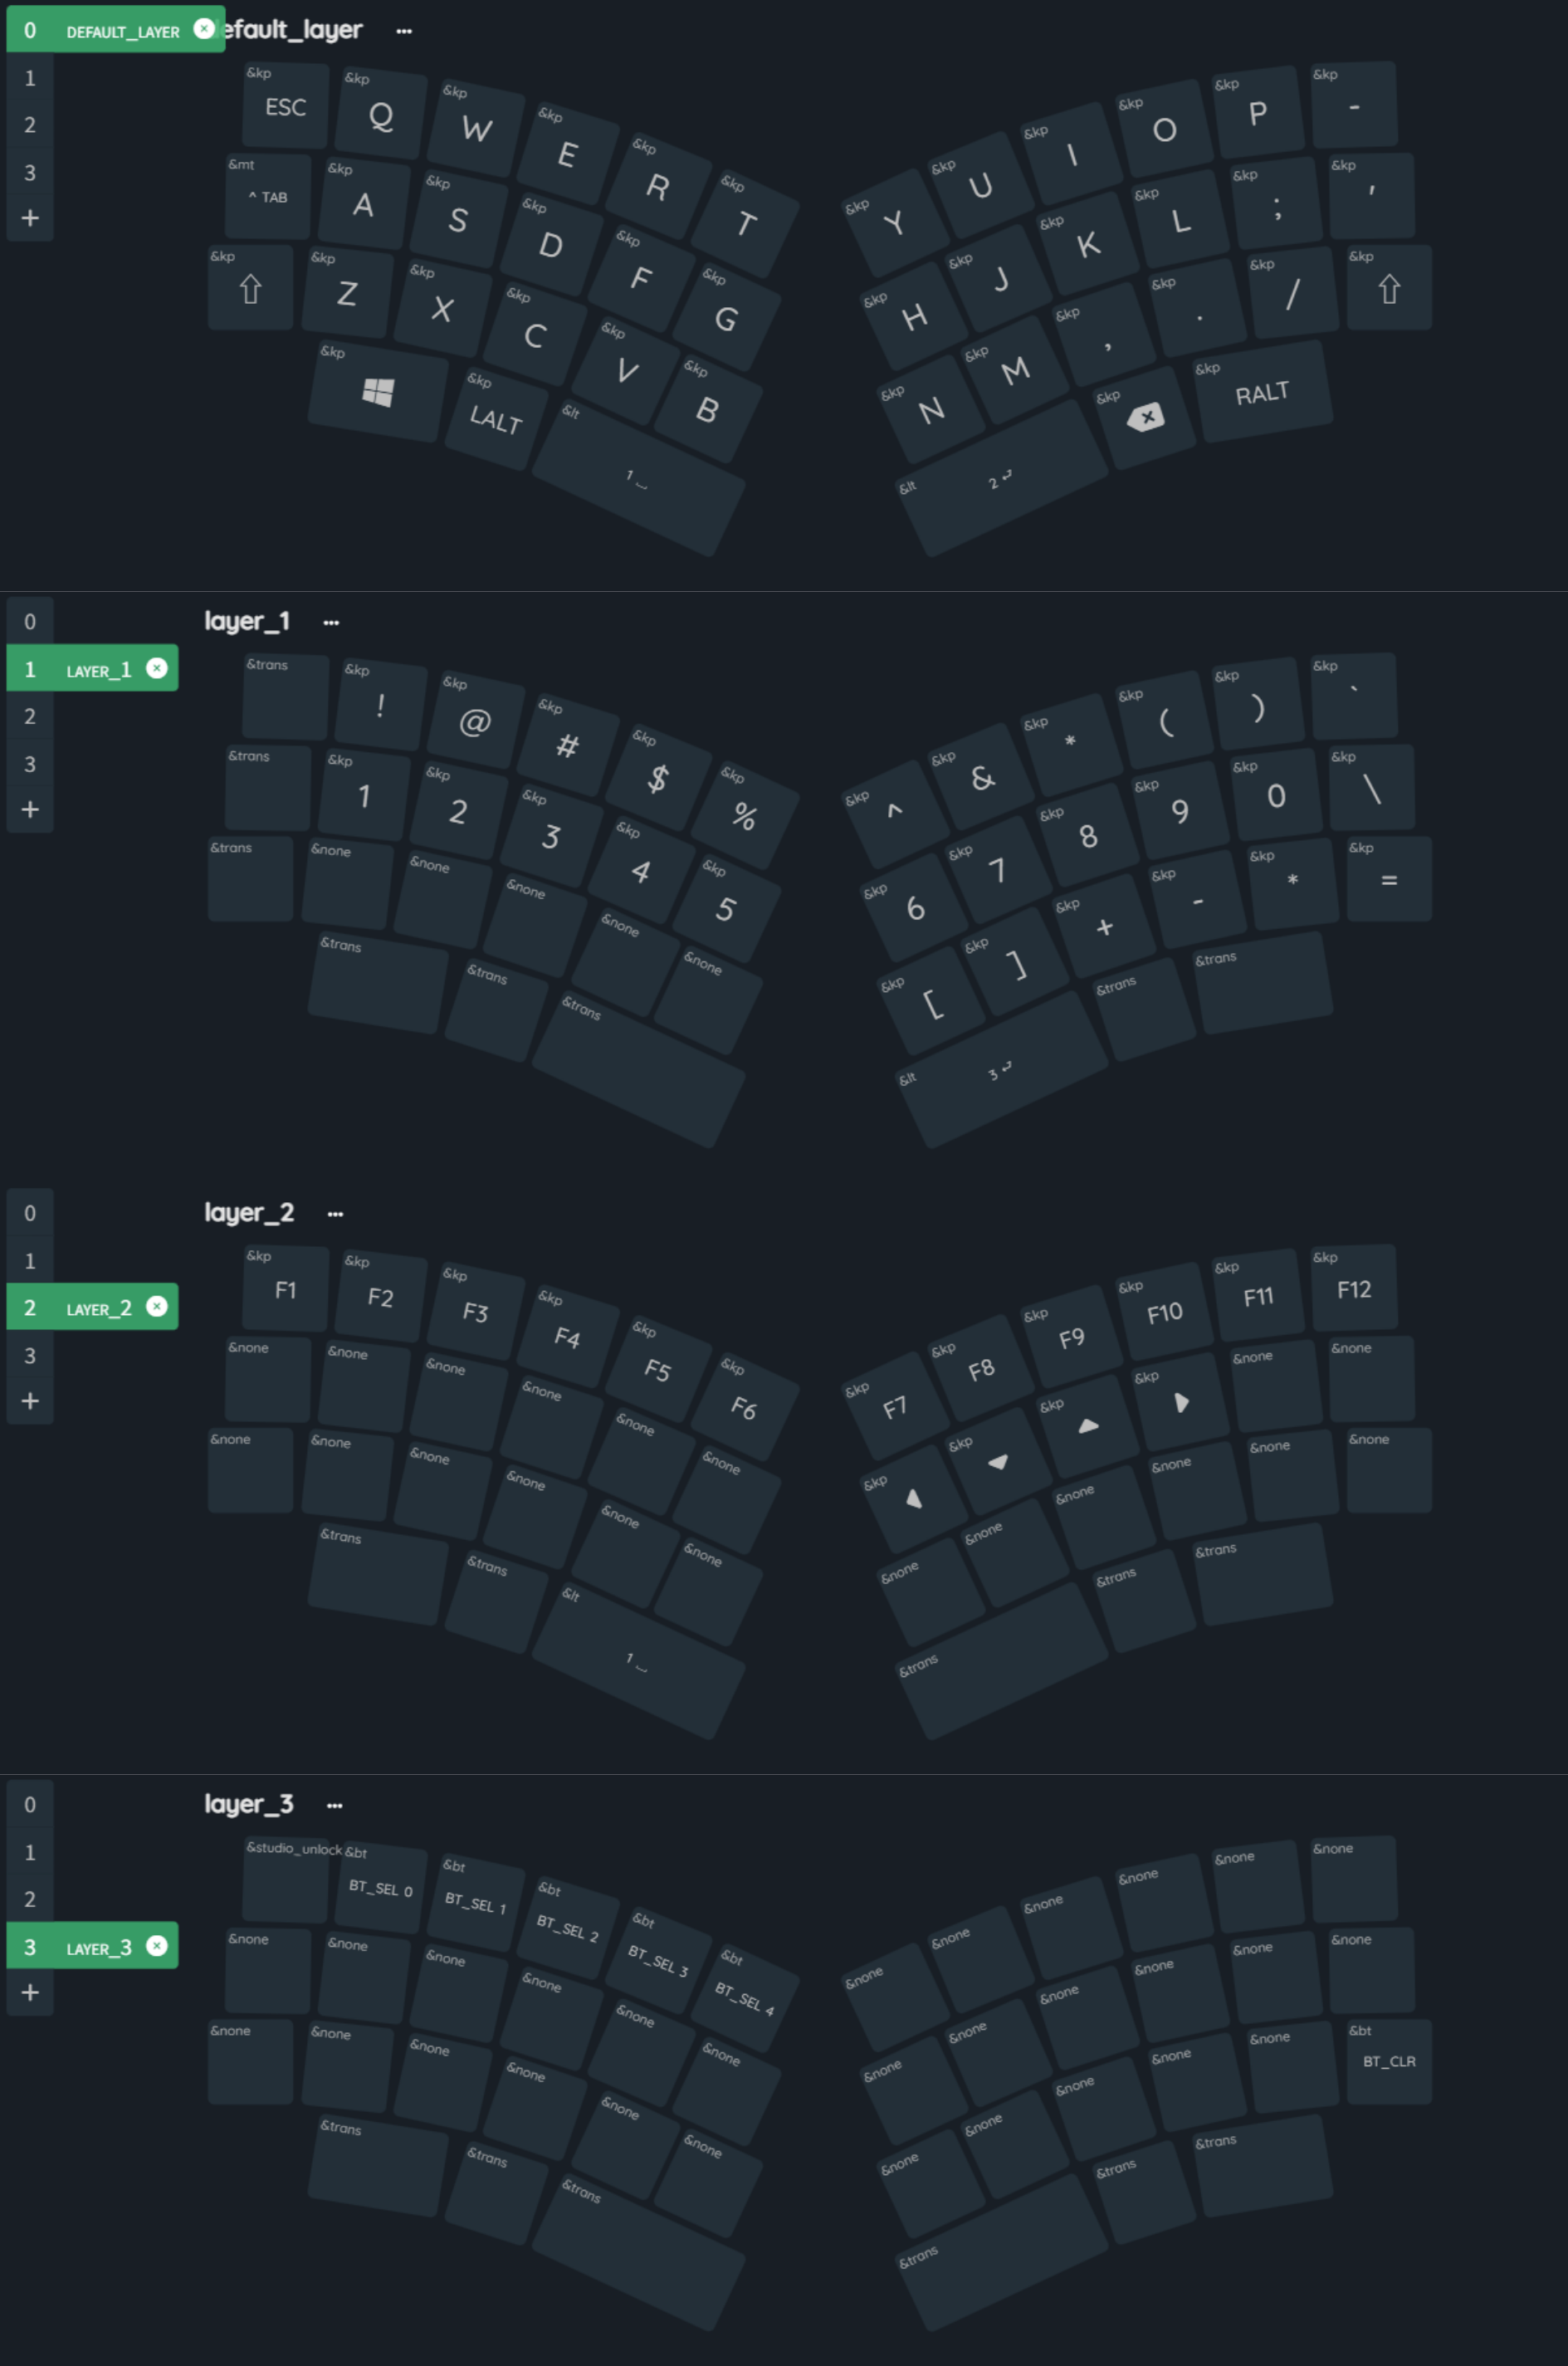 0 DEFAULT_LAYER efault_layer ...
1
2
3
+
&kp ESC &kp Q &kp W &kp E &kp R &kp T &kp Y &kp U &kp I &kp O &kp P &kp -
&mt ^ TAB &kp A &kp S &kp D &kp F &kp G &kp H &kp J &kp K &kp L &kp ; &kp '
&kp ⇧ &kp Z &kp X &kp C &kp V &kp B &kp N &kp M &kp , &kp . &kp / &kp ⇧
&kp &kp LALT &lt 1 ⎵ &lt 2 ⏎ &kp ⌫ &kp RALT
0 layer_1 ...
1 LAYER_1
2
3
+
&trans &kp ! &kp @ &kp # &kp $ &kp % &kp ^ &kp & &kp * &kp ( &kp ) &kp `
&trans &kp 1 &kp 2 &kp 3 &kp 4 &kp 5 &kp 6 &kp 7 &kp 8 &kp 9 &kp 0 &kp \
&trans &none &none &none &none &none &kp [ &kp ] &kp + &kp - &kp * &kp =
&trans &trans &trans &lt 3 ⏎ &trans &trans
0 layer_2 ...
1
2 LAYER_2
3
+
&kp F1 &kp F2 &kp F3 &kp F4 &kp F5 &kp F6 &kp F7 &kp F8 &kp F9 &kp F10 &kp F11 &kp F12
&none &none &none &none &none &none &kp &kp &kp &kp &none &none
&none &none &none &none &none &none &none &none &none &none &none &none
&trans &trans &lt 1 ⎵ &trans &trans &trans
0 layer_3 ...
1
2
3 LAYER_3
+
&studio_unlock &bt BT_SEL 0 &bt BT_SEL 1 &bt BT_SEL 2 &bt BT_SEL 3 &bt BT_SEL 4 &none &none &none &none &none &none
&none &none &none &none &none &none &none &none &none &none &none &none
&none &none &none &none &none &none &none &none &none &none &none &bt BT_CLR
&trans &trans &trans &trans &trans &trans